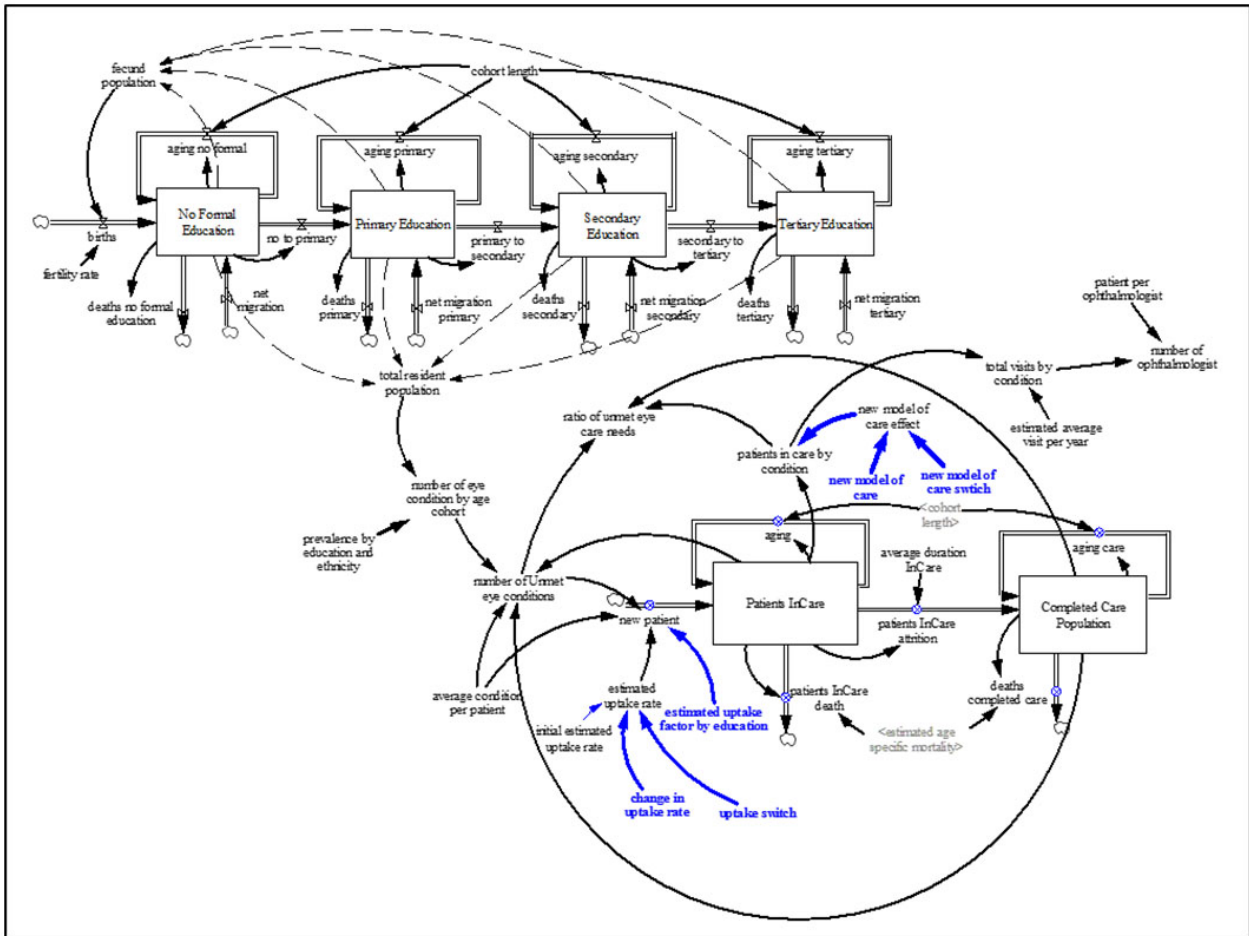 fecund
population
cohort length
aging no formal
aging primary
aging secondary
aging tertiary
No Formal
Education
Primary Education
Secondary
Education
Tertiary Education
births
no to primary
primary to
secondary
secondary to
tertiary
fertility rate
deaths no formal
education
net
migration
deaths
primary
net migration
primary
deaths
secondary
net migration
secondary
deaths
tertiary
net migration
tertiary
patient per
ophthalmologist
total resident
population
total visits by
condition
number of
ophthalmologist
ratio of unmet eye
care needs
new model of
care effect
estimated average
visit per year
patients in care by
condition
new model of
care
new model of
care swtich
number of eye
condition by age
cohort
<cohort
length>
prevalence by
education and
ethnicity
aging
average duration
InCare
aging care
number of Unmet
eye conditions
new patient
Patients InCare
patients InCare
attrition
Completed Care
Population
average condition
per patient
estimated
uptake rate
estimated uptake
factor by education
patients InCare
death
deaths
completed care
initial estimated
uptake rate
<estimated age
specific mortality>
change in
uptake rate
uptake switch